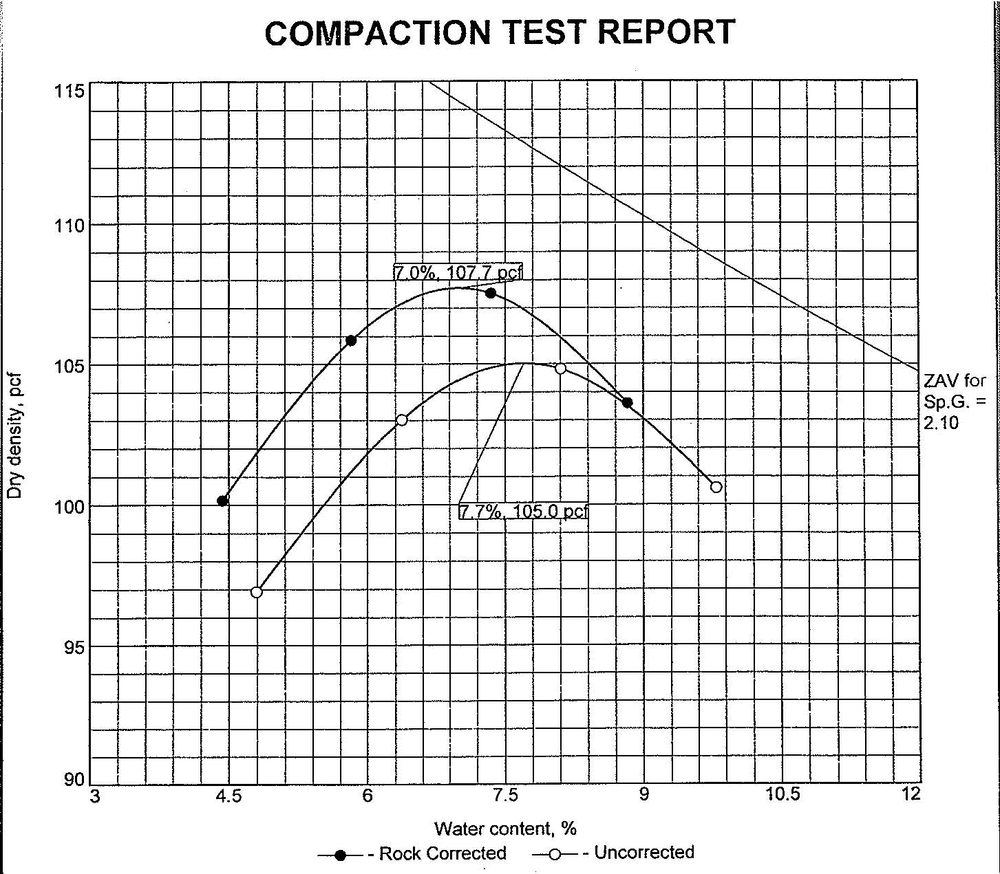 COMPACTION TEST REPORT
115
110
105
100
95
90
Dry density, pcf
7.0%, 107.7 pcf
7.7%, 105.0 pcf
ZAV for
Sp.G. =
2.10
3 4.5 6 7.5 9 10.5 12
Water content, %
- Rock Corrected - Uncorrected